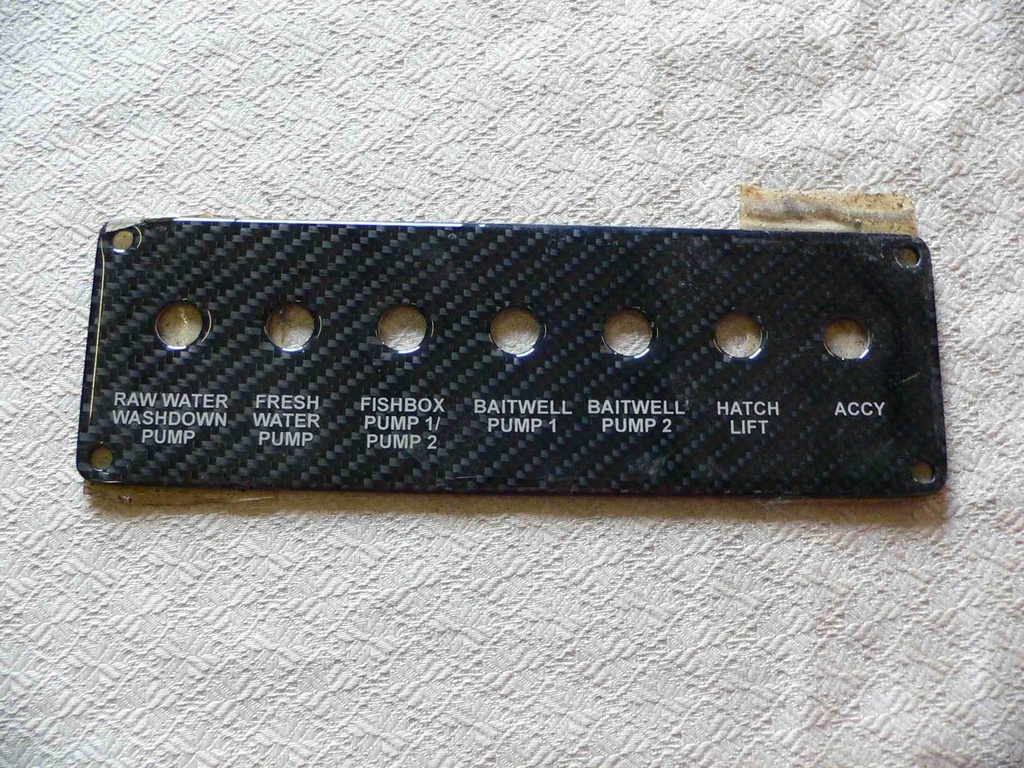 RAW WATER
WASHDOWN
PUMP
FRESH
WATER
PUMP
FISHBOX
PUMP 1/
PUMP 2
BAITWELL
PUMP 1
BAITWELL
PUMP 2
HATCH
LIFT
ACCY